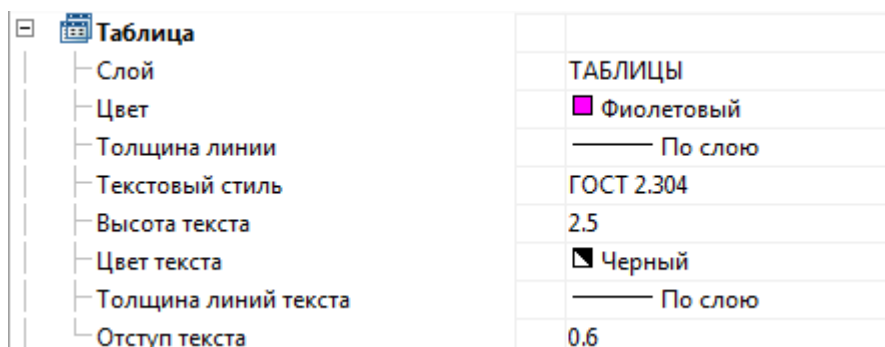 Таблица
Слой ТАБЛИЦЫ
Цвет Фиолетовый
Толщина линии По слою
Текстовый стиль ГОСТ 2.304
Высота текста 2.5
Цвет текста Черный
Толщина линий текста По слою
Отступ текста 0.6